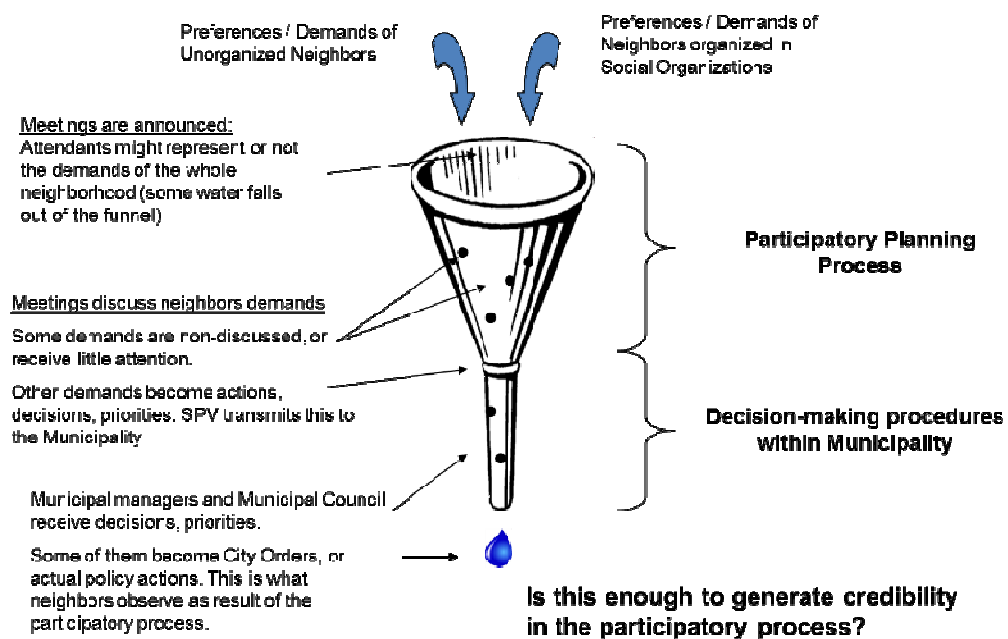 Preferences / Demands of
Unorganized Neighbors
Preferences / Demands of
Neighbors organized in
Social Organizations
Meetings are announced:
Attendants might represent or not
the demands of the whole
neighborhood (some water falls
out of the funnel)
Participatory Planning
Process
Meetings discuss neighbors demands
Some demands are non-discussed, or
receive little attention.
Other demands become actions,
decisions, priorities. SPV transmits this to
the Municipality
Decision-making procedures
within Municipality
Municipal managers and Municipal Council
receive decisions, priorities.
Some of them become City Orders, or
actual policy actions. This is what
neighbors observe as result of the
participatory process.
Is this enough to generate credibility
in the participatory process?